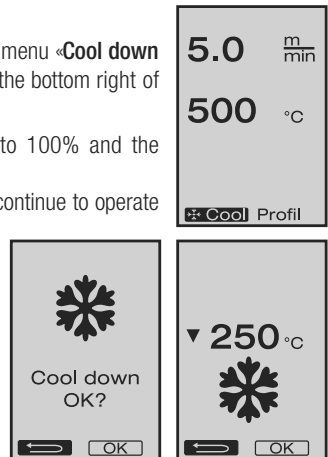 menu «Cool down
the bottom right of
to 100% and the
continue to operate
5.0 m/min
500 °C
Cool Profil
Cool down
OK?
OK
▼ 250 °C
OK